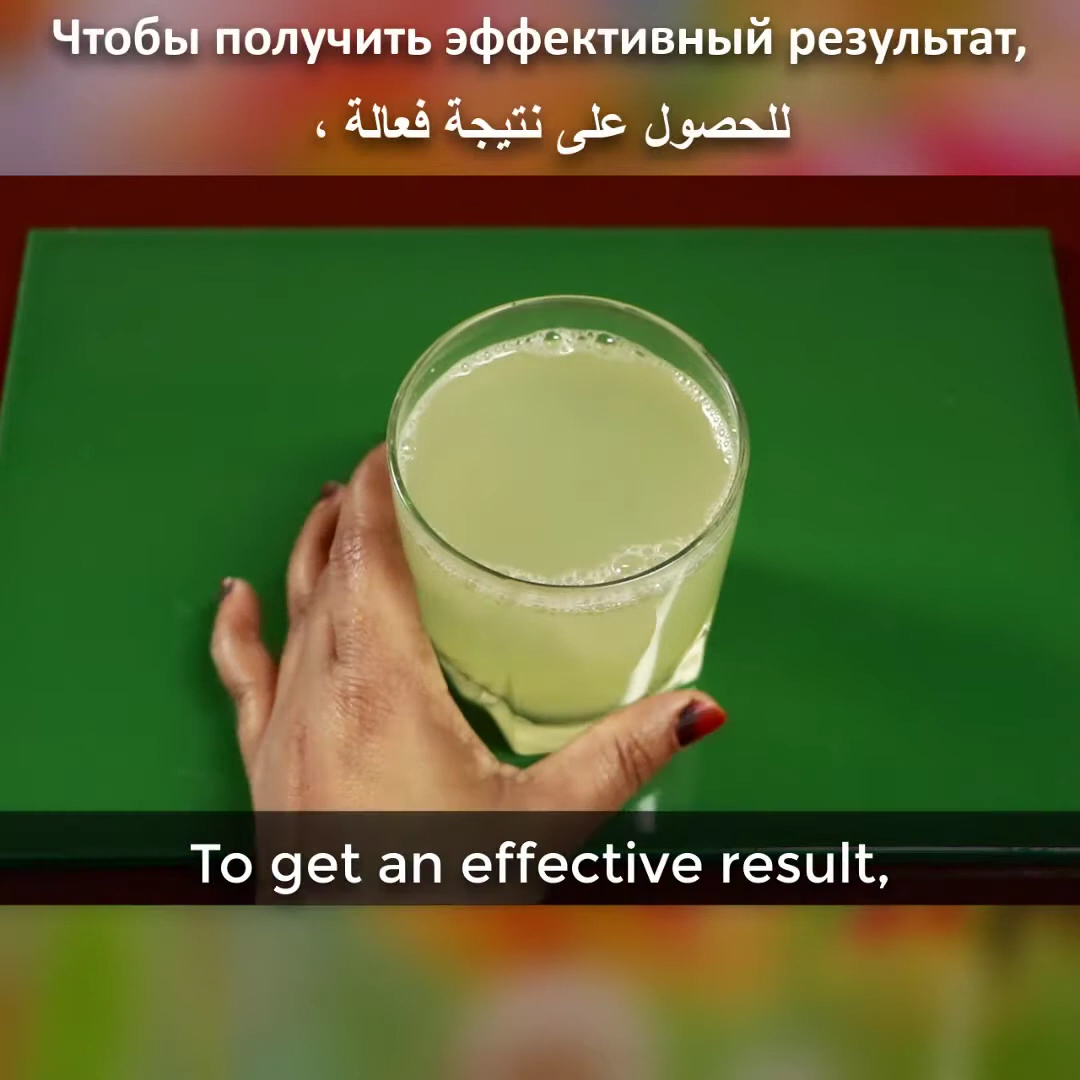 Чтобы получить эффективный результат,
للحصول على نتيجة فعالة ،
To get an effective result,